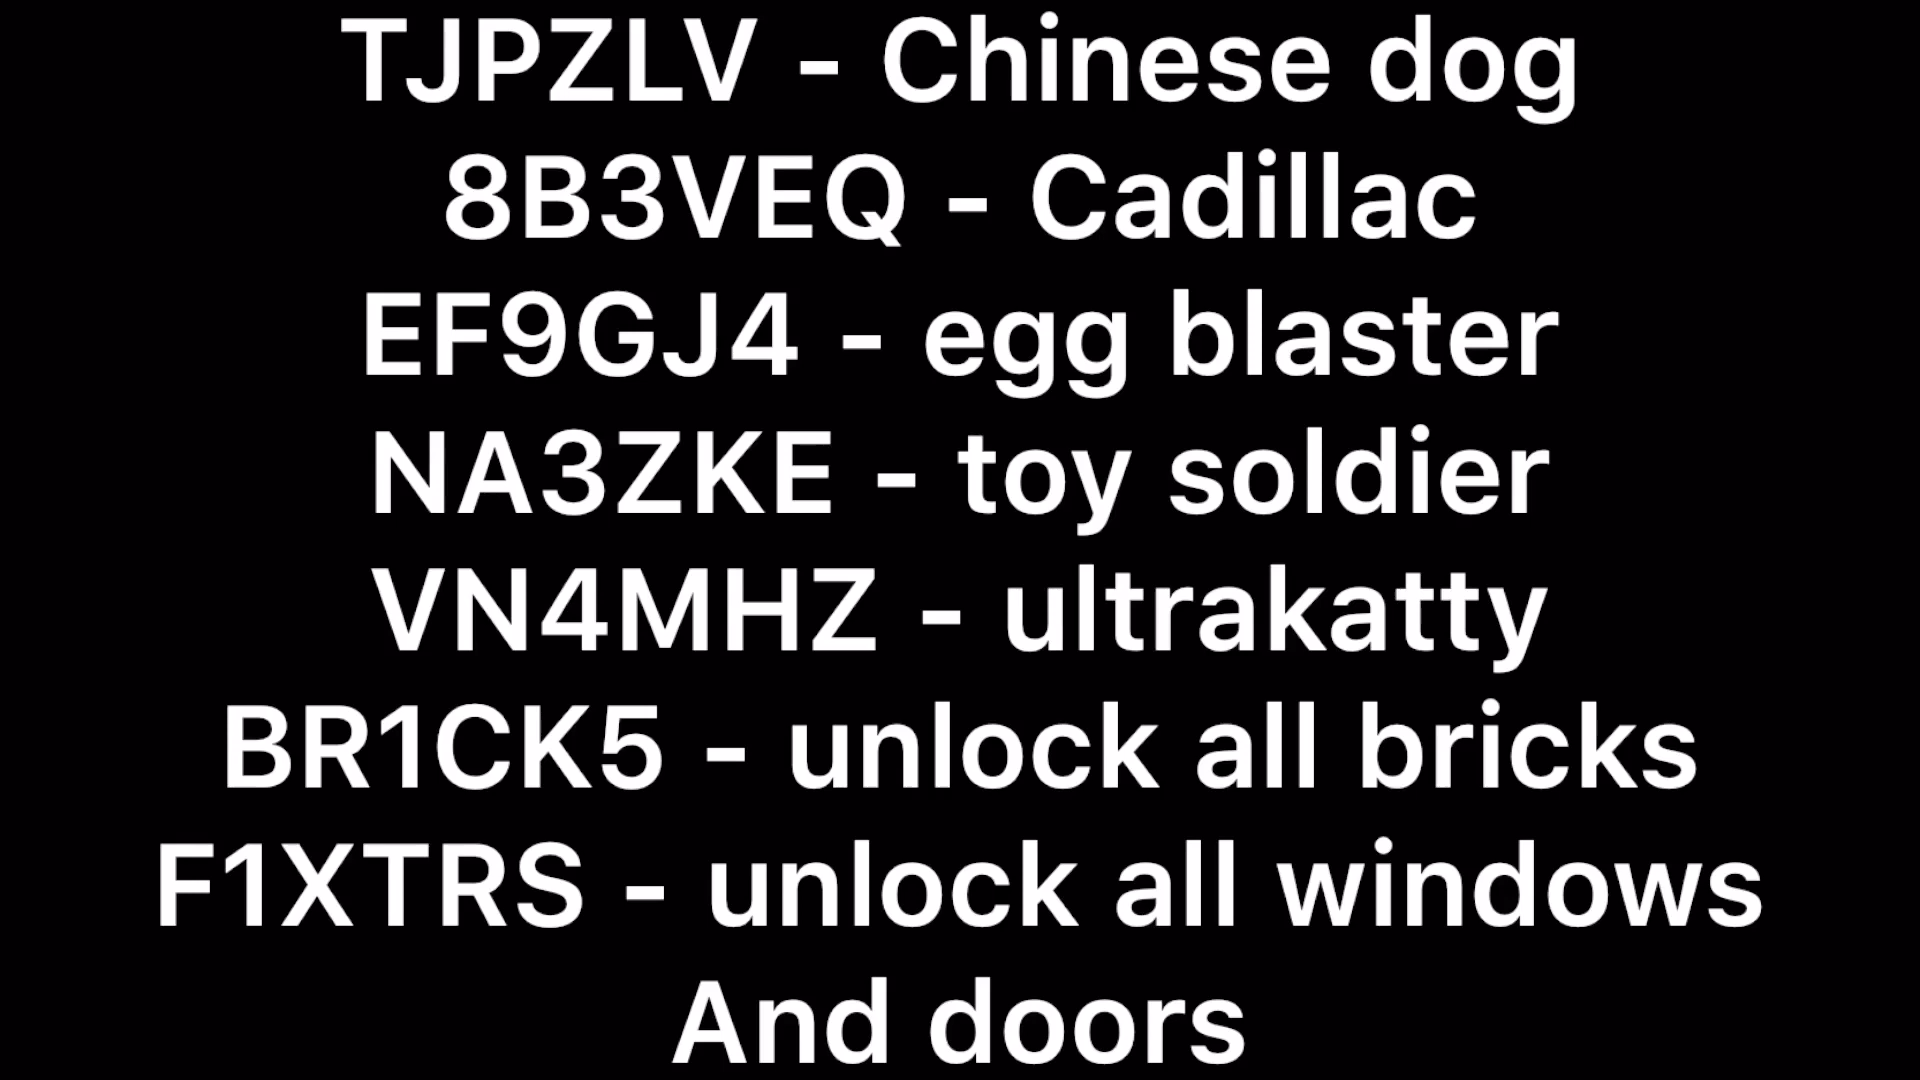 TJPZLV - Chinese dog
8B3VEQ - Cadillac
EF9GJ4 - egg blaster
NA3ZKE - toy soldier
VN4MHZ - ultrakatty
BR1CK5 - unlock all bricks
F1XTRS - unlock all windows
And doors